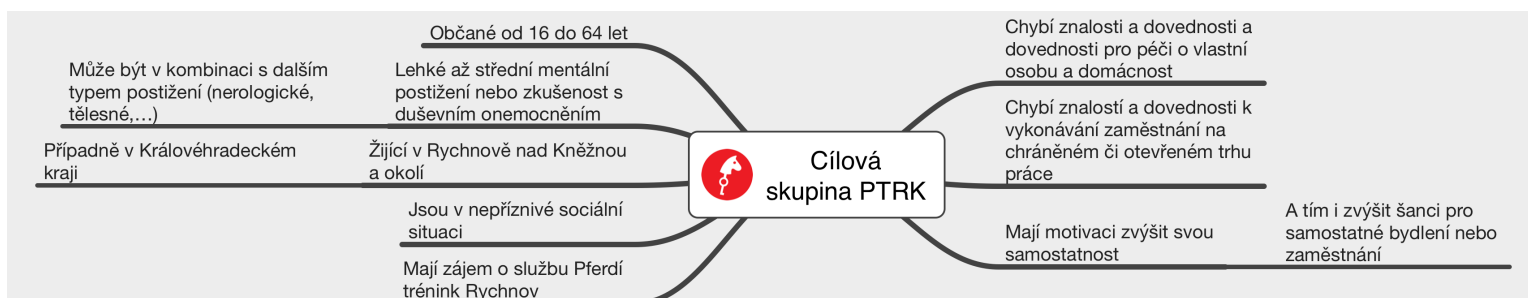 Občané od 16 do 64 let
Může být v kombinaci s dalším
typem postižení (nerologické,
tělesné,…)
Lehké až střední mentální
postižení nebo zkušenost s
duševním onemocněním
Případně v Královéhradeckém
kraji
Žijící v Rychnově nad Kněžnou
a okolí
Jsou v nepříznivé sociální
situaci
Mají zájem o službu Pferdí
trénink Rychnov
Cílová
skupina PTRK
Chybí znalosti a dovednosti a
dovednosti pro péči o vlastní
osobu a domácnost
Chybí znalostí a dovednosti k
vykonávání zaměstnání na
chráněném či otevřeném trhu
práce
Mají motivaci zvýšit svou
samostatnost
A tím i zvýšit šanci pro
samostatné bydlení nebo
zaměstnání